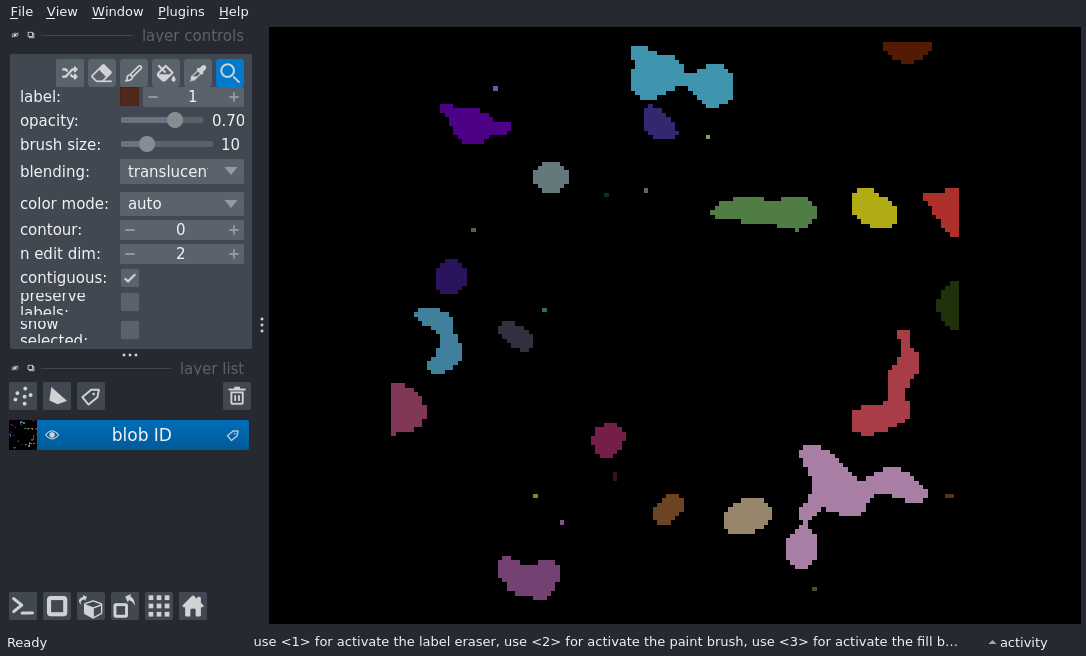 File View Window Plugins Help
layer controls
label: 1
opacity: 0.70
brush size: 10
blending: translucen
color mode: auto
contour: 0
n edit dim: 2
contiguous:
preserve
labels:
show
selected:
layer list
blob ID
Ready use <1> for activate the label eraser, use <2> for activate the paint brush, use <3> for activate the fill b... activity